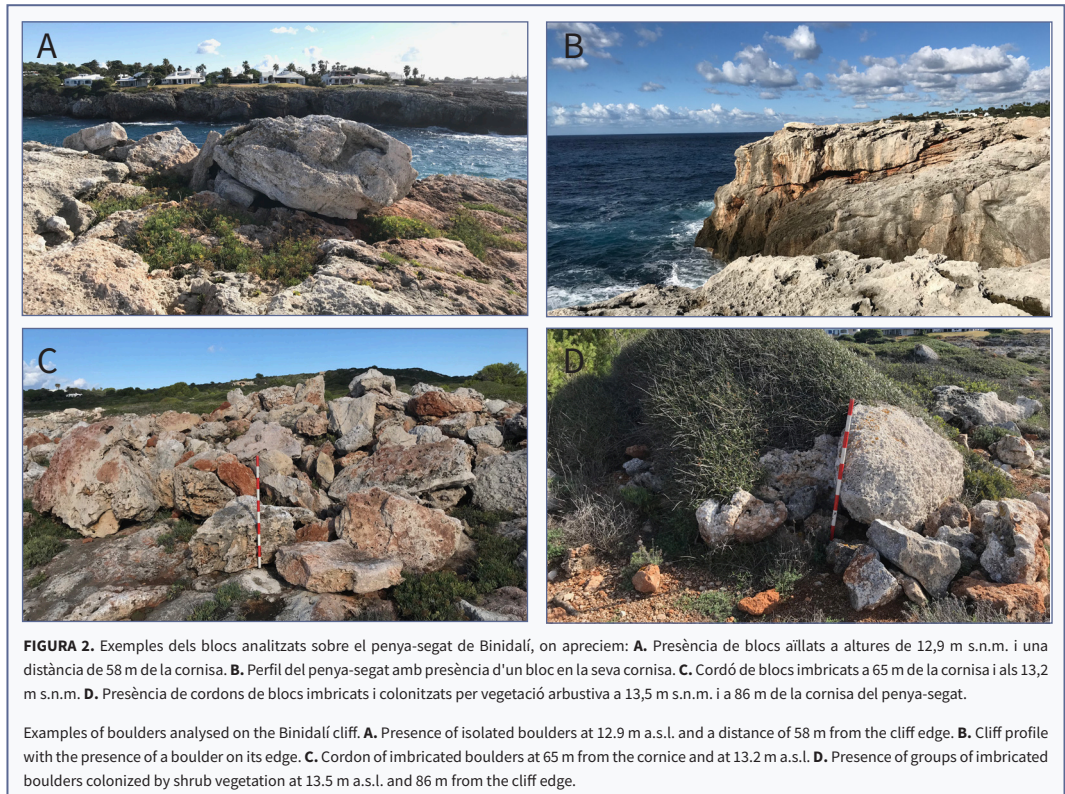 A
B
C
D
FIGURA 2. Exemples dels blocs analitzats sobre el penya-segat de Binidalí, on apreciem: A. Presència de blocs aïllats a altures de 12,9 m s.n.m. i una
distància de 58 m de la cornisa. B. Perfil del penya-segat amb presència d'un bloc en la seva cornisa. C. Cordó de blocs imbricats a 65 m de la cornisa i als 13,2
m s.n.m. D. Presència de cordons de blocs imbricats i colonitzats per vegetació arbustiva a 13,5 m s.n.m. i a 86 m de la cornisa del penya-segat.
Examples of boulders analysed on the Binidalí cliff. A. Presence of isolated boulders at 12.9 m a.s.l. and a distance of 58 m from the cliff edge. B. Cliff profile
with the presence of a boulder on its edge. C. Cordon of imbricated boulders at 65 m from the cornice and at 13.2 m a.s.l. D. Presence of groups of imbricated
boulders colonized by shrub vegetation at 13.5 m a.s.l. and 86 m from the cliff edge.